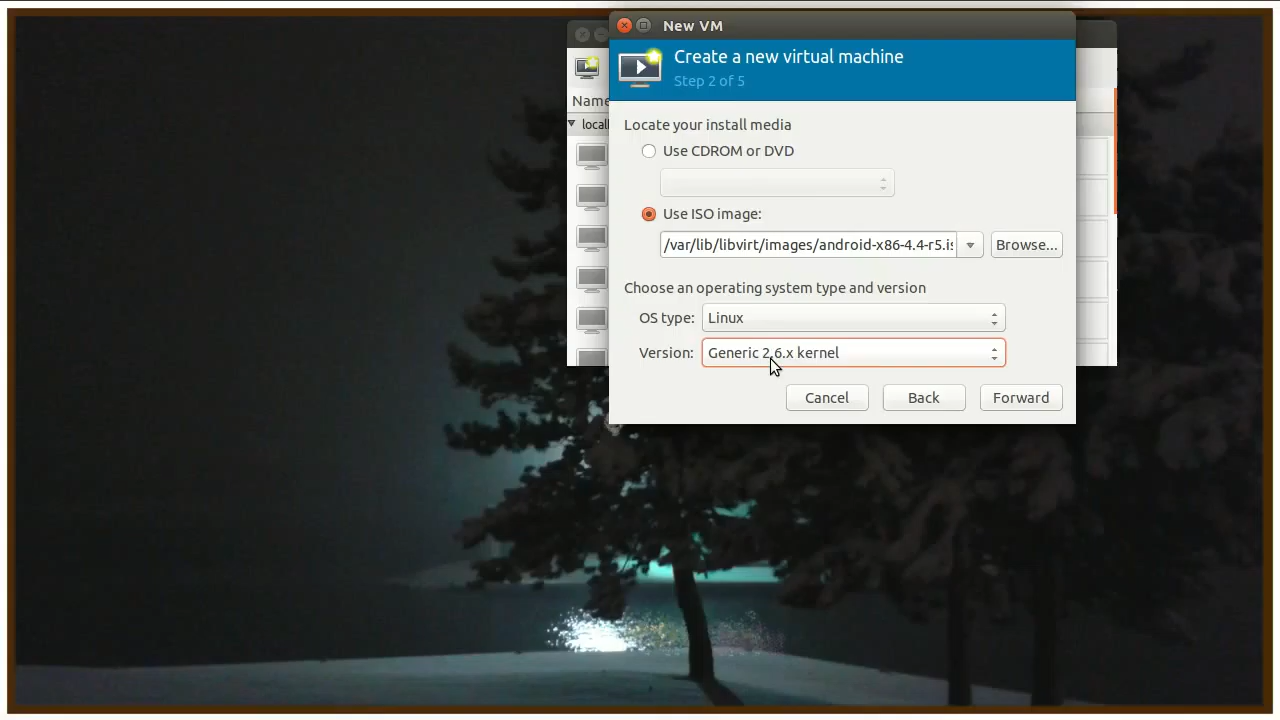 New VM
Create a new virtual machine
Step 2 of 5
Name
Locate your install media
Use CDROM or DVD
Use ISO image:
/var/lib/libvirt/images/android-x86-4.4-r5.is
Browse...
Choose an operating system type and version
OS type: Linux
Version: Generic 2.6.x kernel
Cancel Back Forward